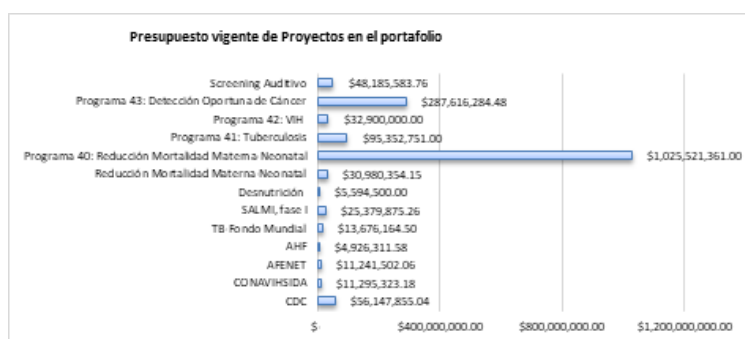 Presupuesto vigente de Proyectos en el portafolio
Screening Auditivo $48,185,583.76
Programa 43: Detección Oportuna de Cáncer $287,616,284.48
Programa 42: VIH $32,900,000.00
Programa 41: Tuberculosis $95,352,751.00
Programa 40: Reducción Mortalidad Materna Neonatal $1,025,521,361.00
Reducción Mortalidad Materna Neonatal $30,980,354.15
Desnutrición $5,594,500.00
SALMI, fase I $25,379,875.26
TB-Fondo Mundial $13,676,164.50
AHF $4,926,311.58
AFENET $11,241,502.06
CONAVIHSIDA $11,295,323.18
CDC $56,147,855.04
$- $400,000,000.00 $800,000,000.00 $1,200,000,000.00